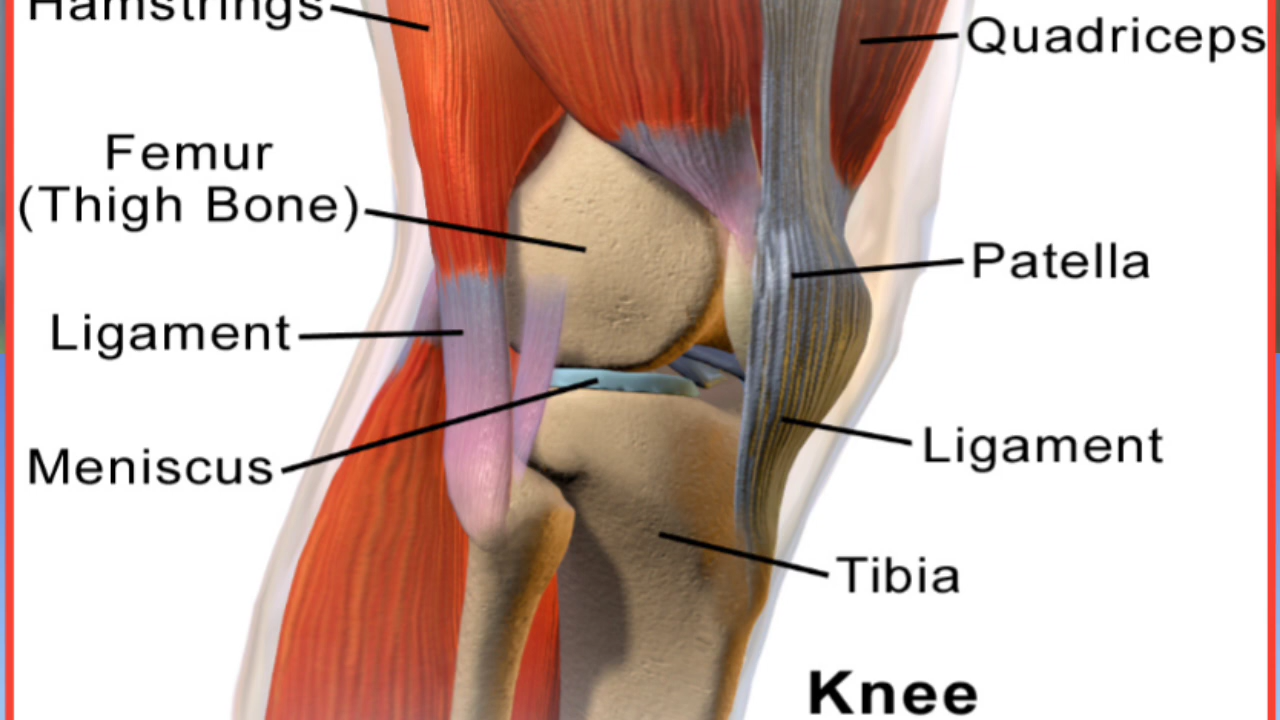 Hamstrings
Quadriceps
Femur
(Thigh Bone)
Patella
Ligament
Ligament
Meniscus
Tibia
Knee